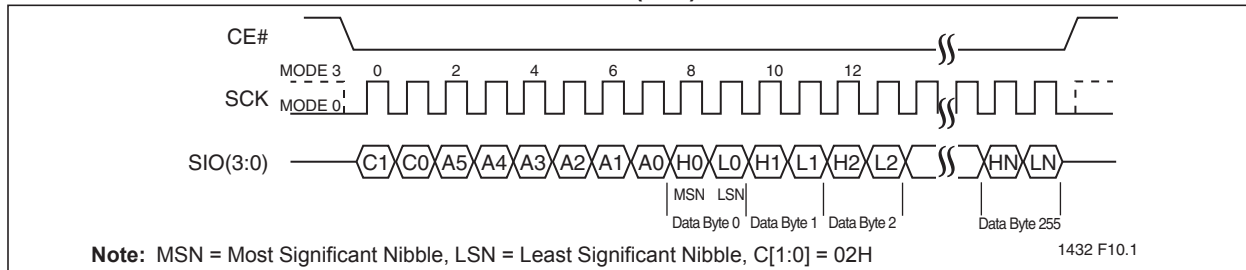 CE#
MODE 3 0 2 4 6 8 10 12
SCK MODE 0
SIO(3:0) C1 C0 A5 A4 A3 A2 A1 A0 H0 L0 H1 L1 H2 L2 HN LN
MSN LSN
Data Byte 0 Data Byte 1 Data Byte 2 Data Byte 255
Note: MSN = Most Significant Nibble, LSN = Least Significant Nibble, C[1:0] = 02H 1432 F10.1